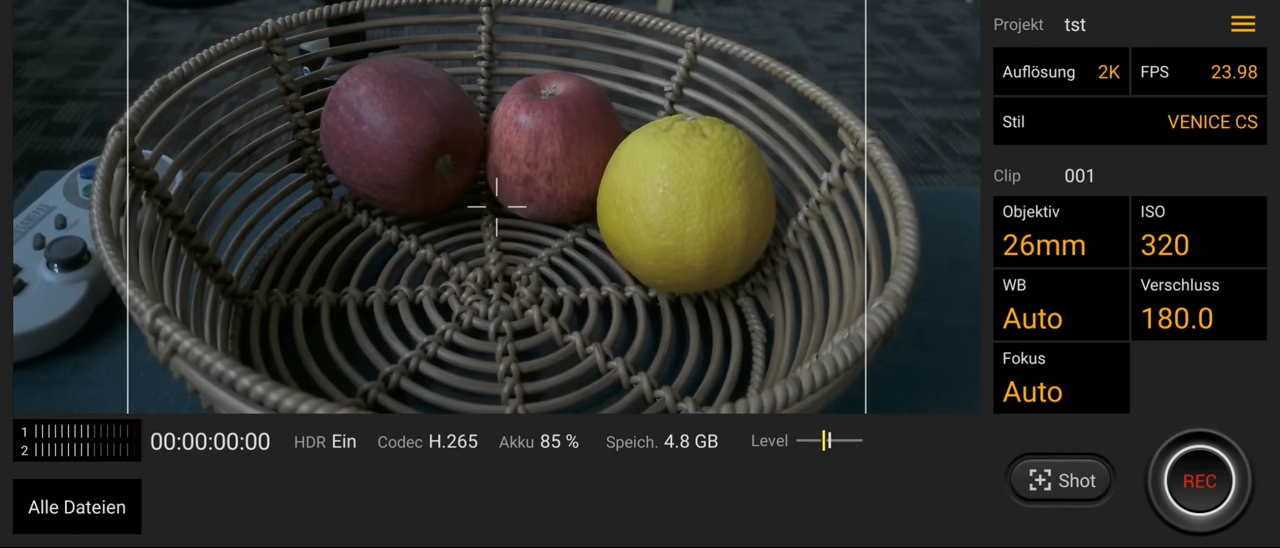 Projekt tst
Auflösung 2K FPS 23.98
Stil VENICE CS
Clip 001
Objektiv 26mm
ISO 320
WB Auto
Verschluss 180.0
Fokus Auto
1
2
00:00:00:00 HDR Ein Codec H.265 Akku 85 % Speich. 4.8 GB Level
Shot
REC
Alle Dateien